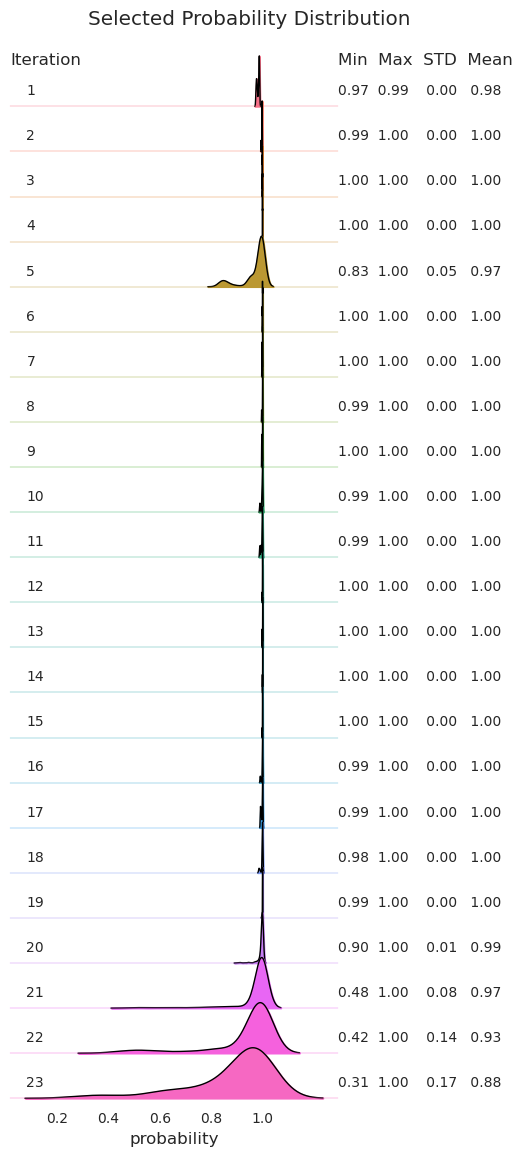 Selected Probability Distribution
Iteration Min Max STD Mean
1 0.97 0.99 0.00 0.98
2 0.99 1.00 0.00 1.00
3 1.00 1.00 0.00 1.00
4 1.00 1.00 0.00 1.00
5 0.83 1.00 0.05 0.97
6 1.00 1.00 0.00 1.00
7 1.00 1.00 0.00 1.00
8 0.99 1.00 0.00 1.00
9 1.00 1.00 0.00 1.00
10 0.99 1.00 0.00 1.00
11 0.99 1.00 0.00 1.00
12 1.00 1.00 0.00 1.00
13 1.00 1.00 0.00 1.00
14 1.00 1.00 0.00 1.00
15 1.00 1.00 0.00 1.00
16 0.99 1.00 0.00 1.00
17 0.99 1.00 0.00 1.00
18 0.98 1.00 0.00 1.00
19 0.99 1.00 0.00 1.00
20 0.90 1.00 0.01 0.99
21 0.48 1.00 0.08 0.97
22 0.42 1.00 0.14 0.93
23 0.31 1.00 0.17 0.88
0.2 0.4 0.6 0.8 1.0
probability